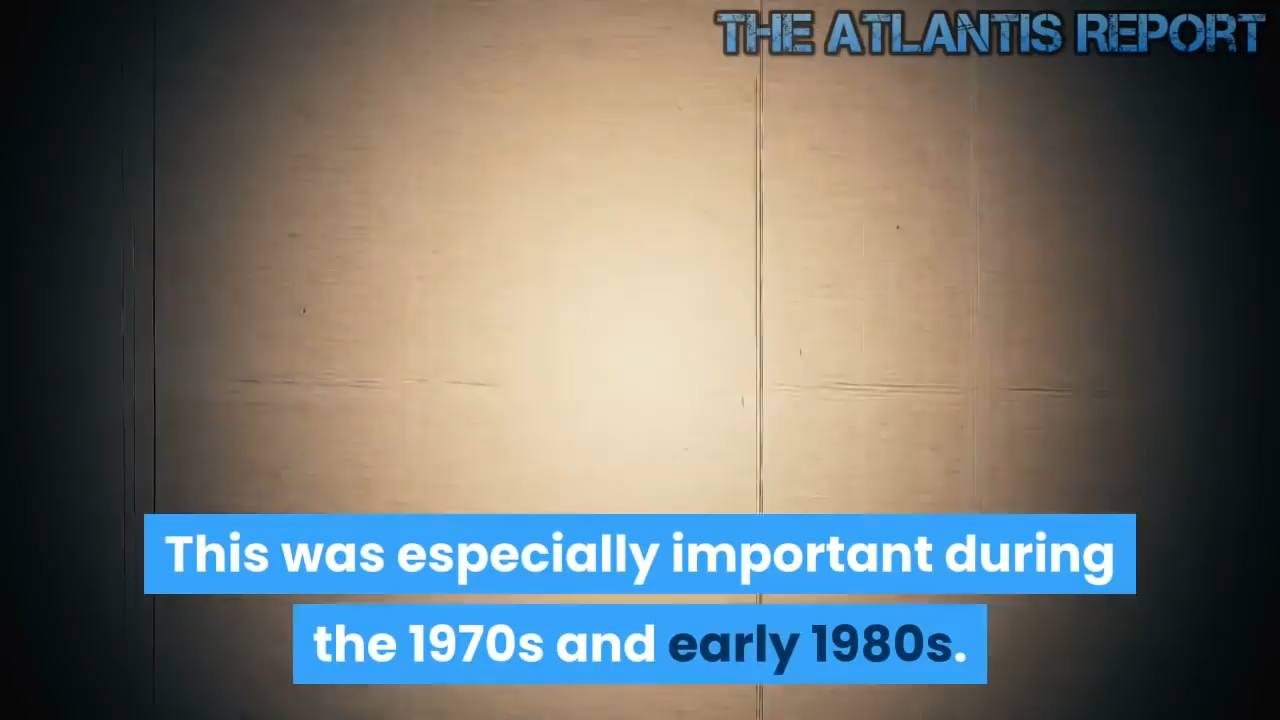 THE ATLANTIS REPORT
This was especially important during
the 1970s and early 1980s.